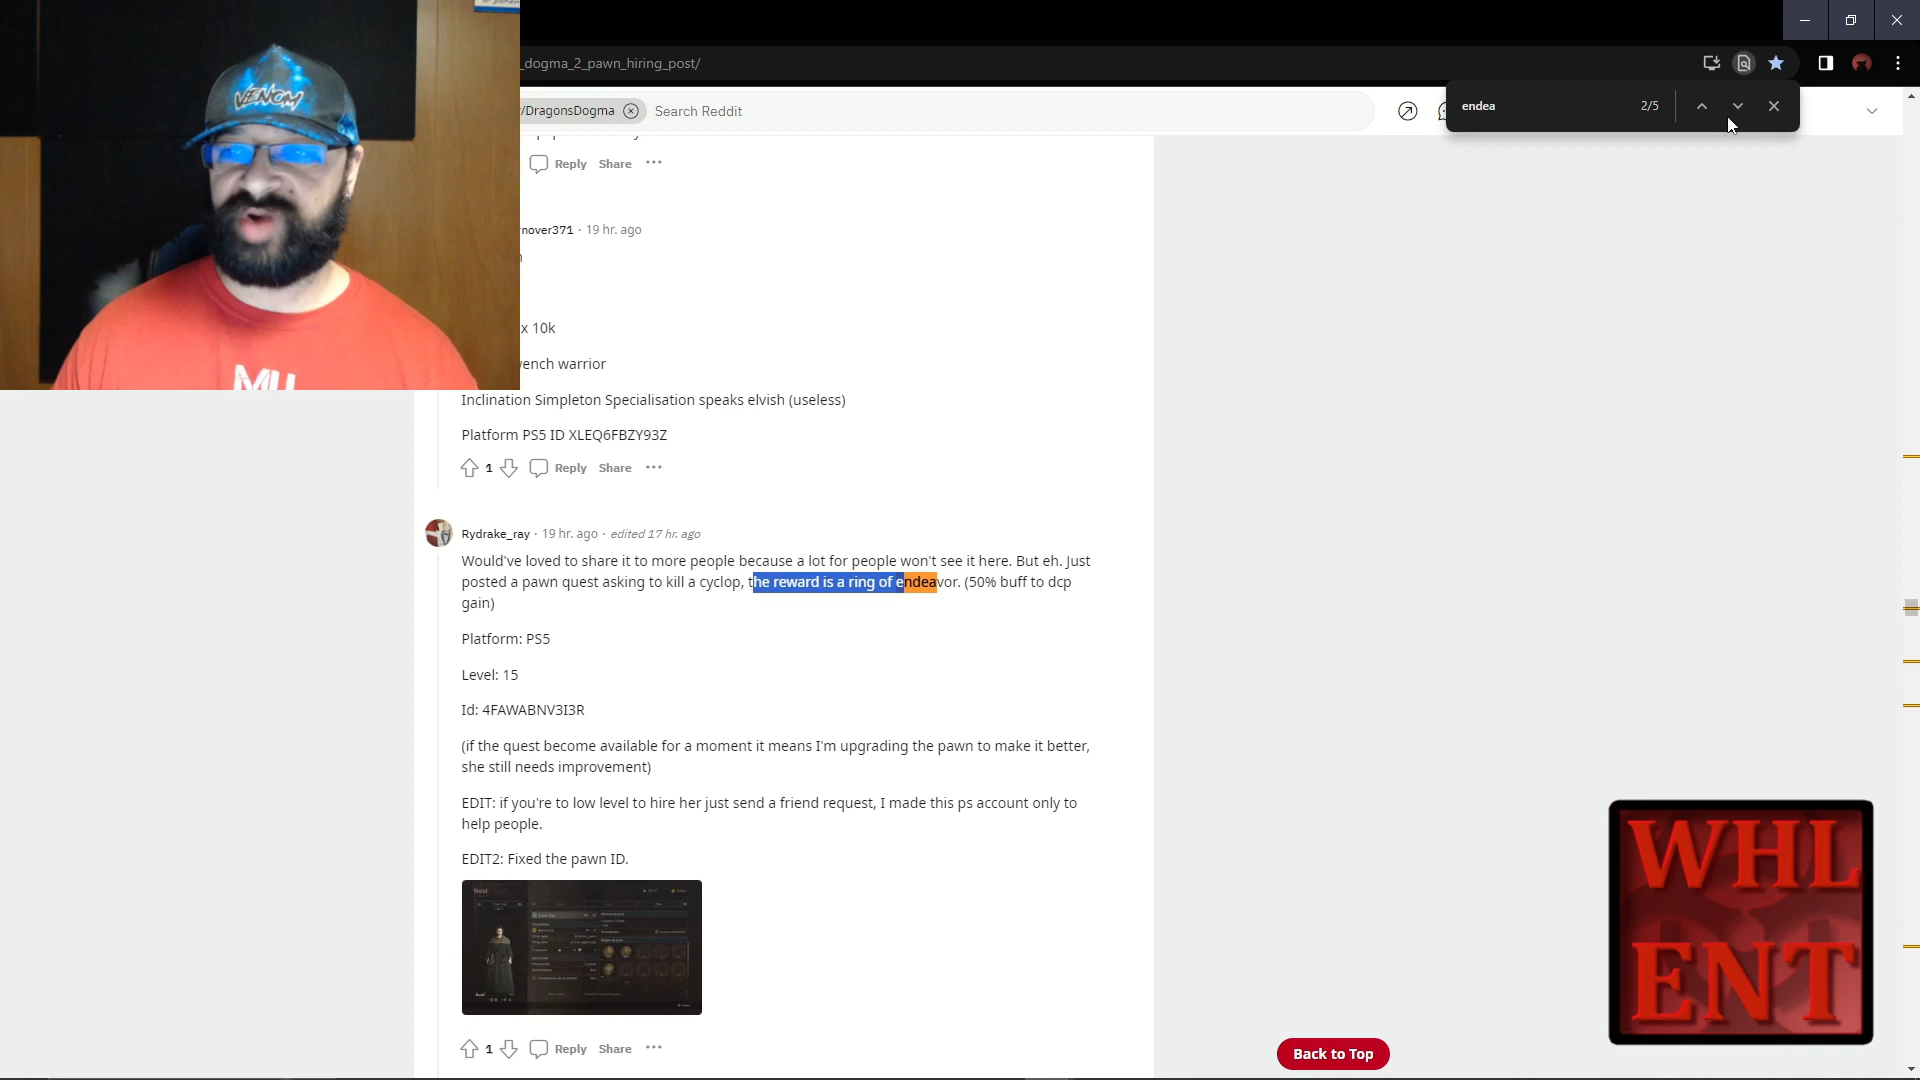 VENOM
_dogma_2_pawn_hiring_post/
endea
2/5
/DragonsDogma
Search Reddit
Reply Share
nover371 · 19 hr. ago
x 10k
wench warrior
Inclination Simpleton Specialisation speaks elvish (useless)
Platform PS5 ID XLEQ6FBZY93Z
1 Reply Share
Rydrake_ray · 19 hr. ago · edited 17 hr. ago
Would've loved to share it to more people because a lot for people won't see it here. But eh. Just
posted a pawn quest asking to kill a cyclop, the reward is a ring of endeavor. (50% buff to dcp
gain)
Platform: PS5
Level: 15
Id: 4FAWABNV3I3R
(if the quest become available for a moment it means I'm upgrading the pawn to make it better,
she still needs improvement)
EDIT: if you're to low level to hire her just send a friend request, I made this ps account only to
help people.
EDIT2: Fixed the pawn ID.
1 Reply Share
Back to Top
WHL
ENT